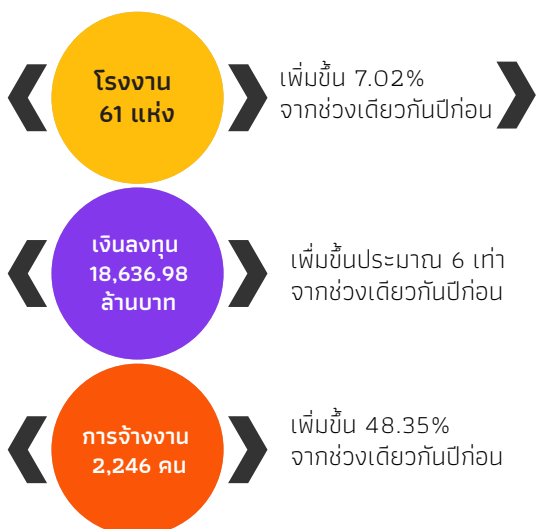 โรงงาน
61 แห่ง
เพิ่มขึ้น 7.02%
จากช่วงเดียวกันปีก่อน
เงินลงทุน
18,636.98
ล้านบาท
เพิ่มขึ้นประมาณ 6 เท่า
จากช่วงเดียวกันปีก่อน
การจ้างงาน
2,246 คน
เพิ่มขึ้น 48.35%
จากช่วงเดียวกันปีก่อน